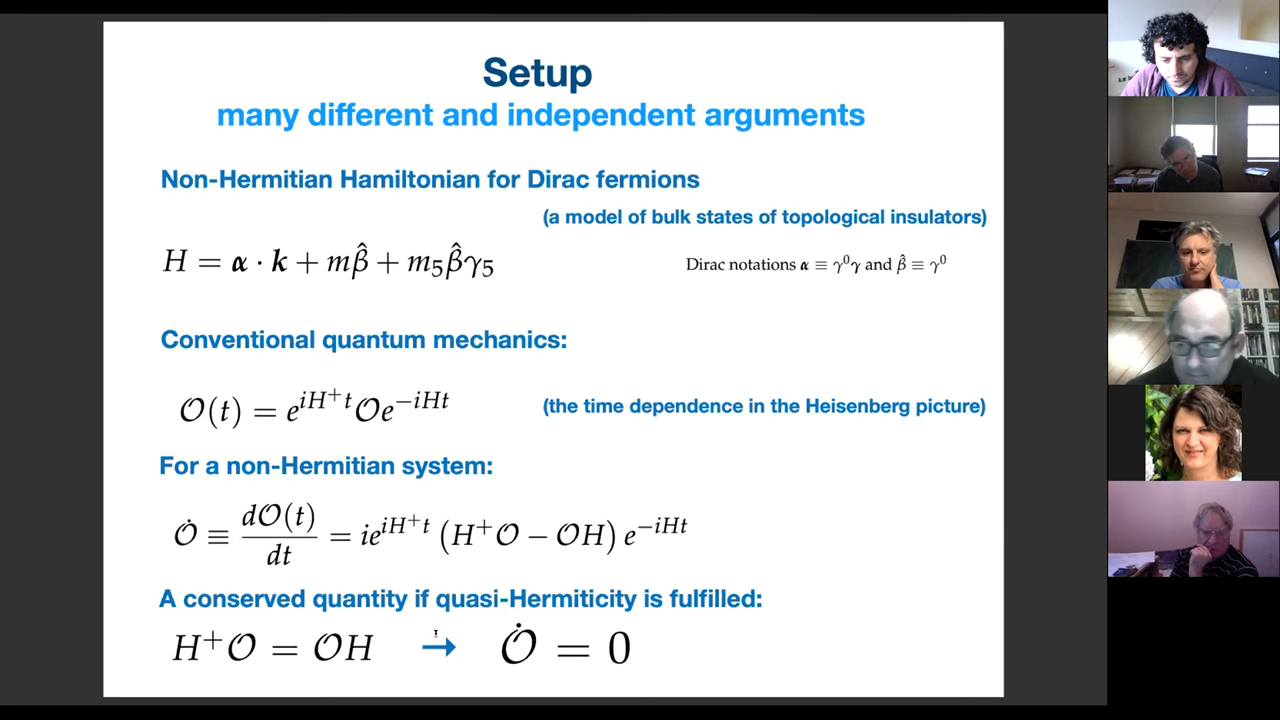 Setup
many different and independent arguments
Non-Hermitian Hamiltonian for Dirac fermions
(a model of bulk states of topological insulators)
H = α · k + mβ̂ + m₅β̂γ₅
Dirac notations α ≡ γ⁰γ and β̂ ≡ γ⁰
Conventional quantum mechanics:
𝒪(t) = e^{iH⁺t}𝒪e^{−iHt}
(the time dependence in the Heisenberg picture)
For a non-Hermitian system:
𝒪̇ ≡ d𝒪(t)/dt = ie^{iH⁺t} (H⁺𝒪 − 𝒪H) e^{−iHt}
A conserved quantity if quasi-Hermiticity is fulfilled:
H⁺𝒪 = 𝒪H → 𝒪̇ = 0